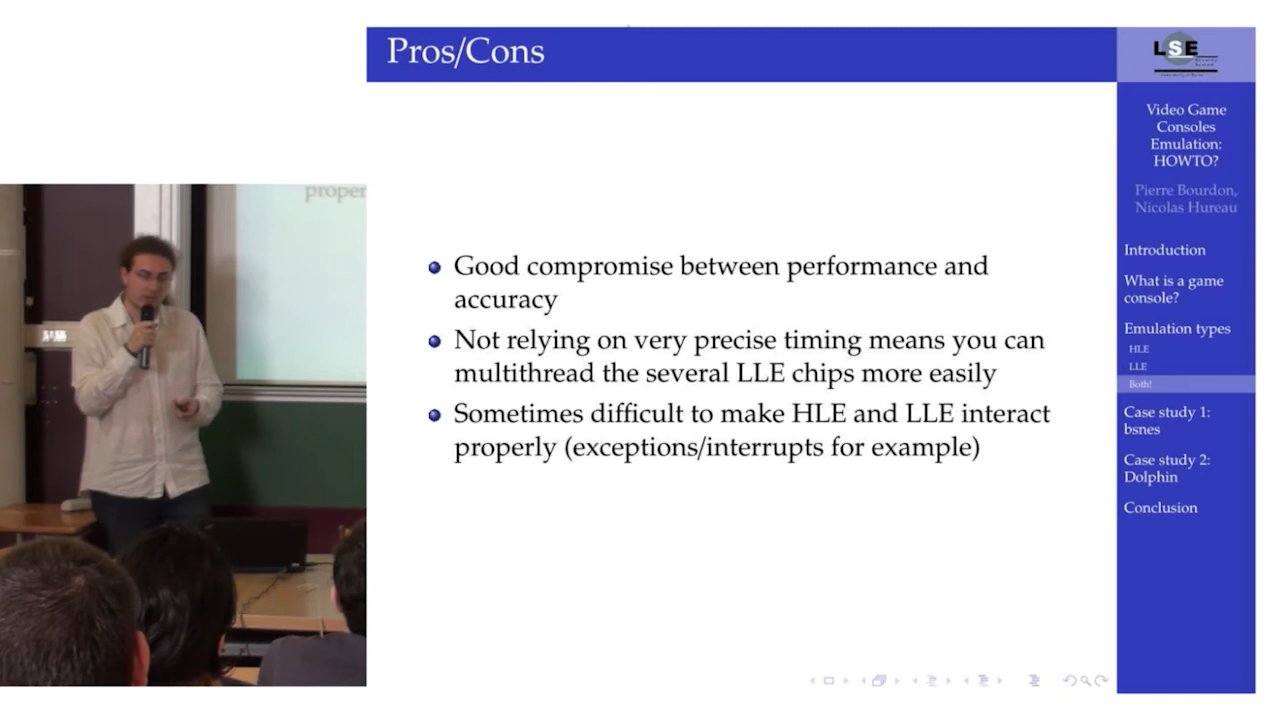 Pros/Cons
Good compromise between performance and
accuracy
Not relying on very precise timing means you can
multithread the several LLE chips more easily
Sometimes difficult to make HLE and LLE interact
properly (exceptions/interrupts for example)
LSE
Video Game
Consoles
Emulation:
HOWTO?
Pierre Bourdon,
Nicolas Hureau
Introduction
What is a game
console?
Emulation types
HLE
LLE
Both!
Case study 1:
bsnes
Case study 2:
Dolphin
Conclusion
proper